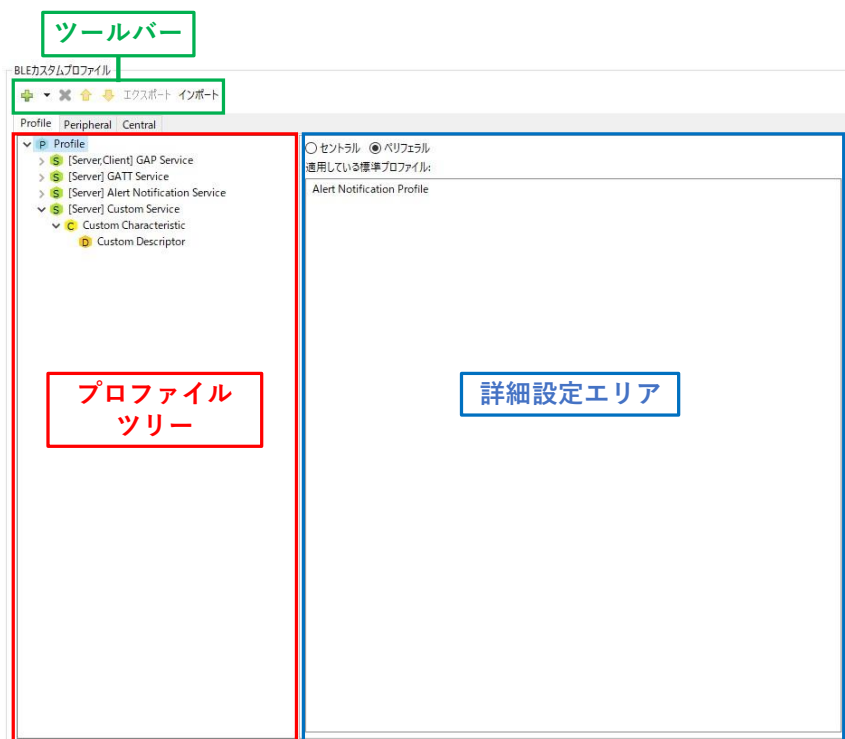 ツールバー
BLEカスタムプロファイル
エクスポート インポート
Profile Peripheral Central
P Profile
S [Server,Client] GAP Service
S [Server] GATT Service
S [Server] Alert Notification Service
S [Server] Custom Service
C Custom Characteristic
D Custom Descriptor
セントラル ペリフェラル
適用している標準プロファイル:
Alert Notification Profile
プロファイル
ツリー
詳細設定エリア